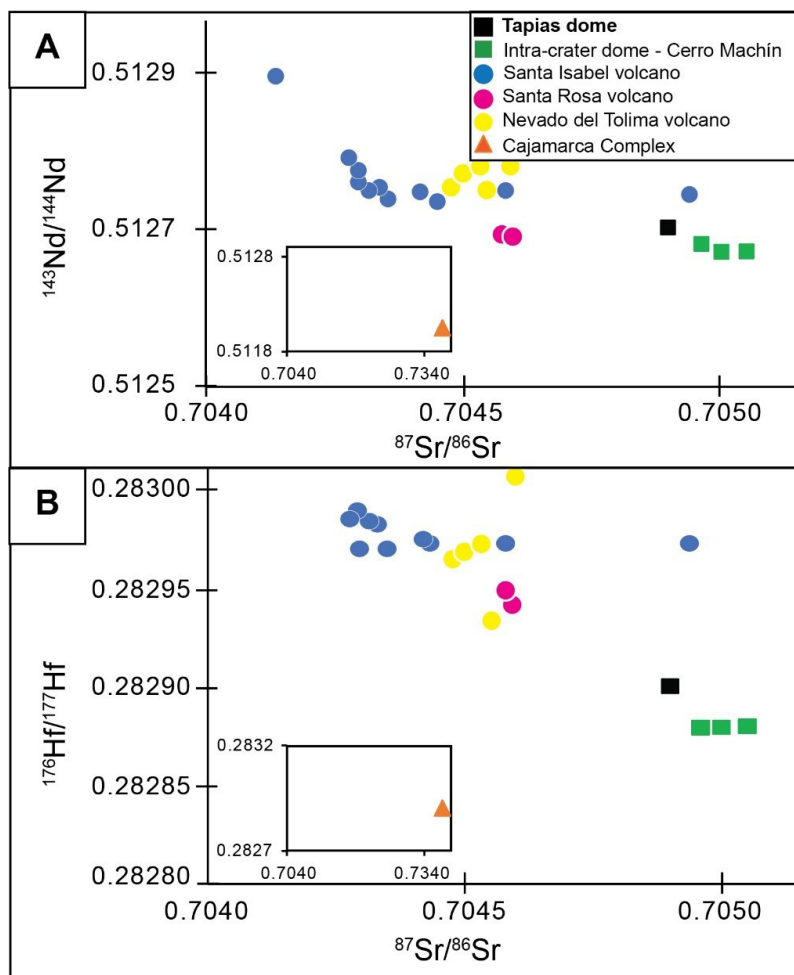 A
Tapias dome
Intra-crater dome - Cerro Machín
Santa Isabel volcano
Santa Rosa volcano
Nevado del Tolima volcano
Cajamarca Complex
0.5129
0.5127
0.5125
¹⁴³Nd/¹⁴⁴Nd
0.5128
0.5118
0.7040 0.7340
0.7040 0.7045 0.7050
⁸⁷Sr/⁸⁶Sr
B
0.28300
0.28295
0.28290
0.28285
0.28280
¹⁷⁶Hf/¹⁷⁷Hf
0.2832
0.2827
0.7040 0.7340
0.7040 0.7045 0.7050
⁸⁷Sr/⁸⁶Sr